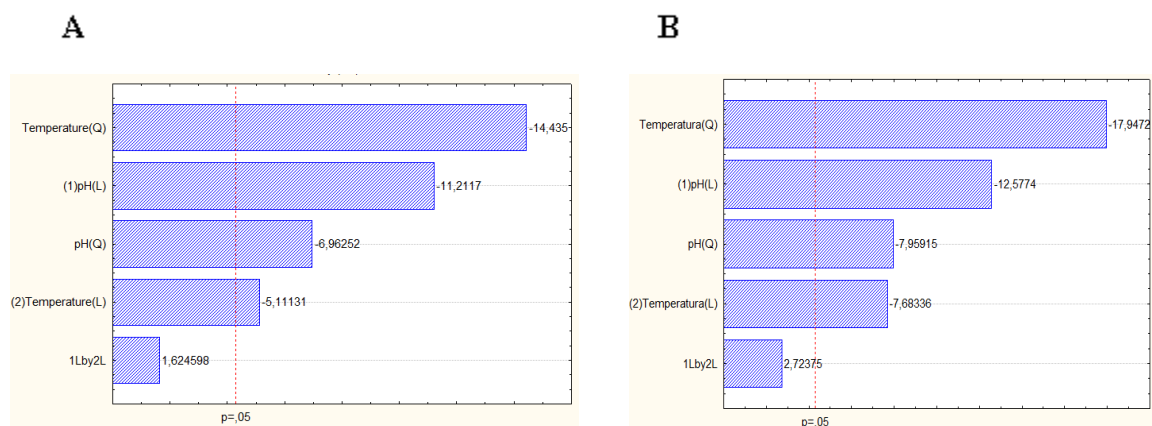 A
B
Temperature(Q)
-14,435
(1)pH(L)
-11,2117
pH(Q)
-6,96252
(2)Temperature(L)
-5,11131
1Lby2L
1,624598
p=,05
Temperatura(Q)
-17,9472
(1)pH(L)
-12,5774
pH(Q)
-7,95915
(2)Temperatura(L)
-7,68336
1Lby2L
2,72375
p=,05